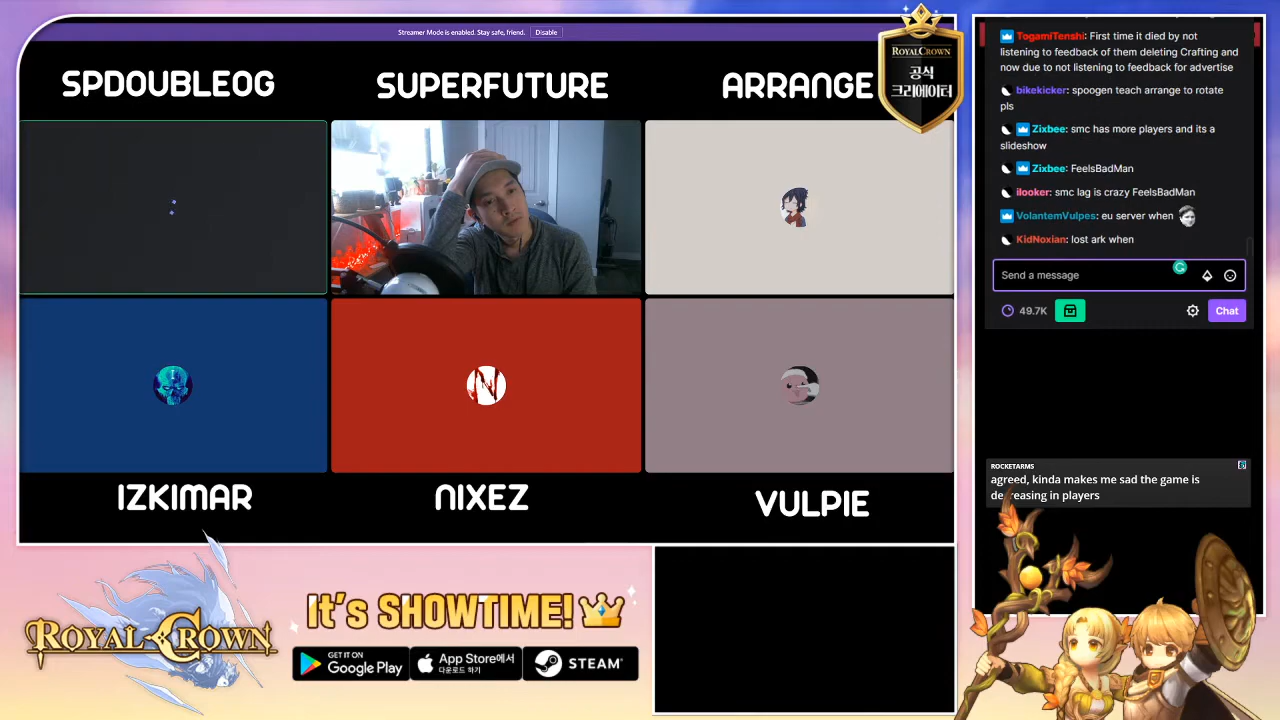 Streamer Mode is enabled. Stay safe, friend. Disable
SPDOUBLEOG
SUPERFUTURE
ARRANGE
ROYALCROWN
공식
크리에이터
IZKIMAR
NIXEZ
VULPIE
ROYAL CROWN
It's SHOWTIME!
GET IT ON
Google Play
App Store에서
다운로드 하기
STEAM
TogamiTenshi: First time it died by not
listening to feedback of them deleting Crafting and
now due to not listening to feedback for advertise
bikekicker: spoogen teach arrange to rotate
pls
Zixbee: smc has more players and its a
slideshow
Zixbee: FeelsBadMan
ilooker: smc lag is crazy FeelsBadMan
VolantemVulpes: eu server when
KidNoxian: lost ark when
Send a message
49.7K
Chat
ROCKETARMS
agreed, kinda makes me sad the game is
decreasing in players